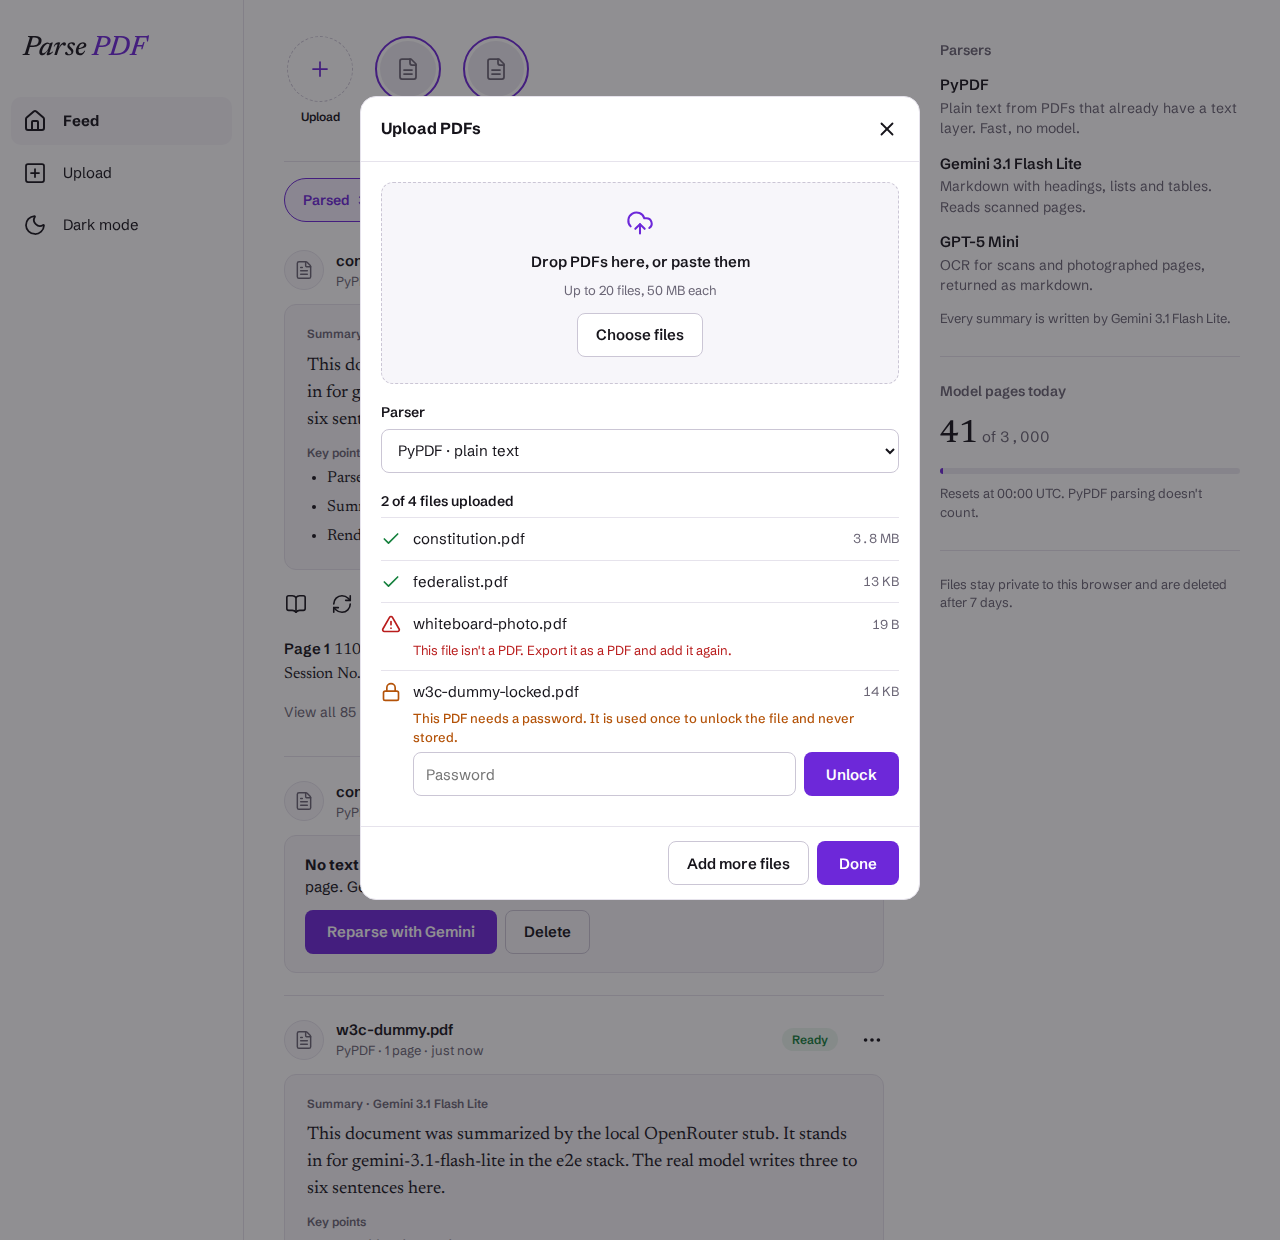 Parse PDF
Feed
Upload
Dark mode
Upload
Parsed
PyP
Summary
in for g
six sent
Key point
Parse
Summ
Rend
Page 1 110
Session No.
View all 85
PyP
No text
page. Ge
Reparse with Gemini
Delete
w3c-dummy.pdf
PyPDF · 1 page · just now
Ready
Summary · Gemini 3.1 Flash Lite
This document was summarized by the local OpenRouter stub. It stands
in for gemini-3.1-flash-lite in the e2e stack. The real model writes three to
six sentences here.
Key points
Upload PDFs
Drop PDFs here, or paste them
Up to 20 files, 50 MB each
Choose files
Parser
PyPDF · plain text
2 of 4 files uploaded
constitution.pdf
3.8 MB
federalist.pdf
13 KB
whiteboard-photo.pdf
19 B
This file isn't a PDF. Export it as a PDF and add it again.
w3c-dummy-locked.pdf
14 KB
This PDF needs a password. It is used once to unlock the file and never
stored.
Password
Unlock
Add more files
Done
Parsers
PyPDF
Plain text from PDFs that already have a text
layer. Fast, no model.
Gemini 3.1 Flash Lite
Markdown with headings, lists and tables.
Reads scanned pages.
GPT-5 Mini
OCR for scans and photographed pages,
returned as markdown.
Every summary is written by Gemini 3.1 Flash Lite.
Model pages today
41 of 3,000
Resets at 00:00 UTC. PyPDF parsing doesn't
count.
Files stay private to this browser and are deleted
after 7 days.